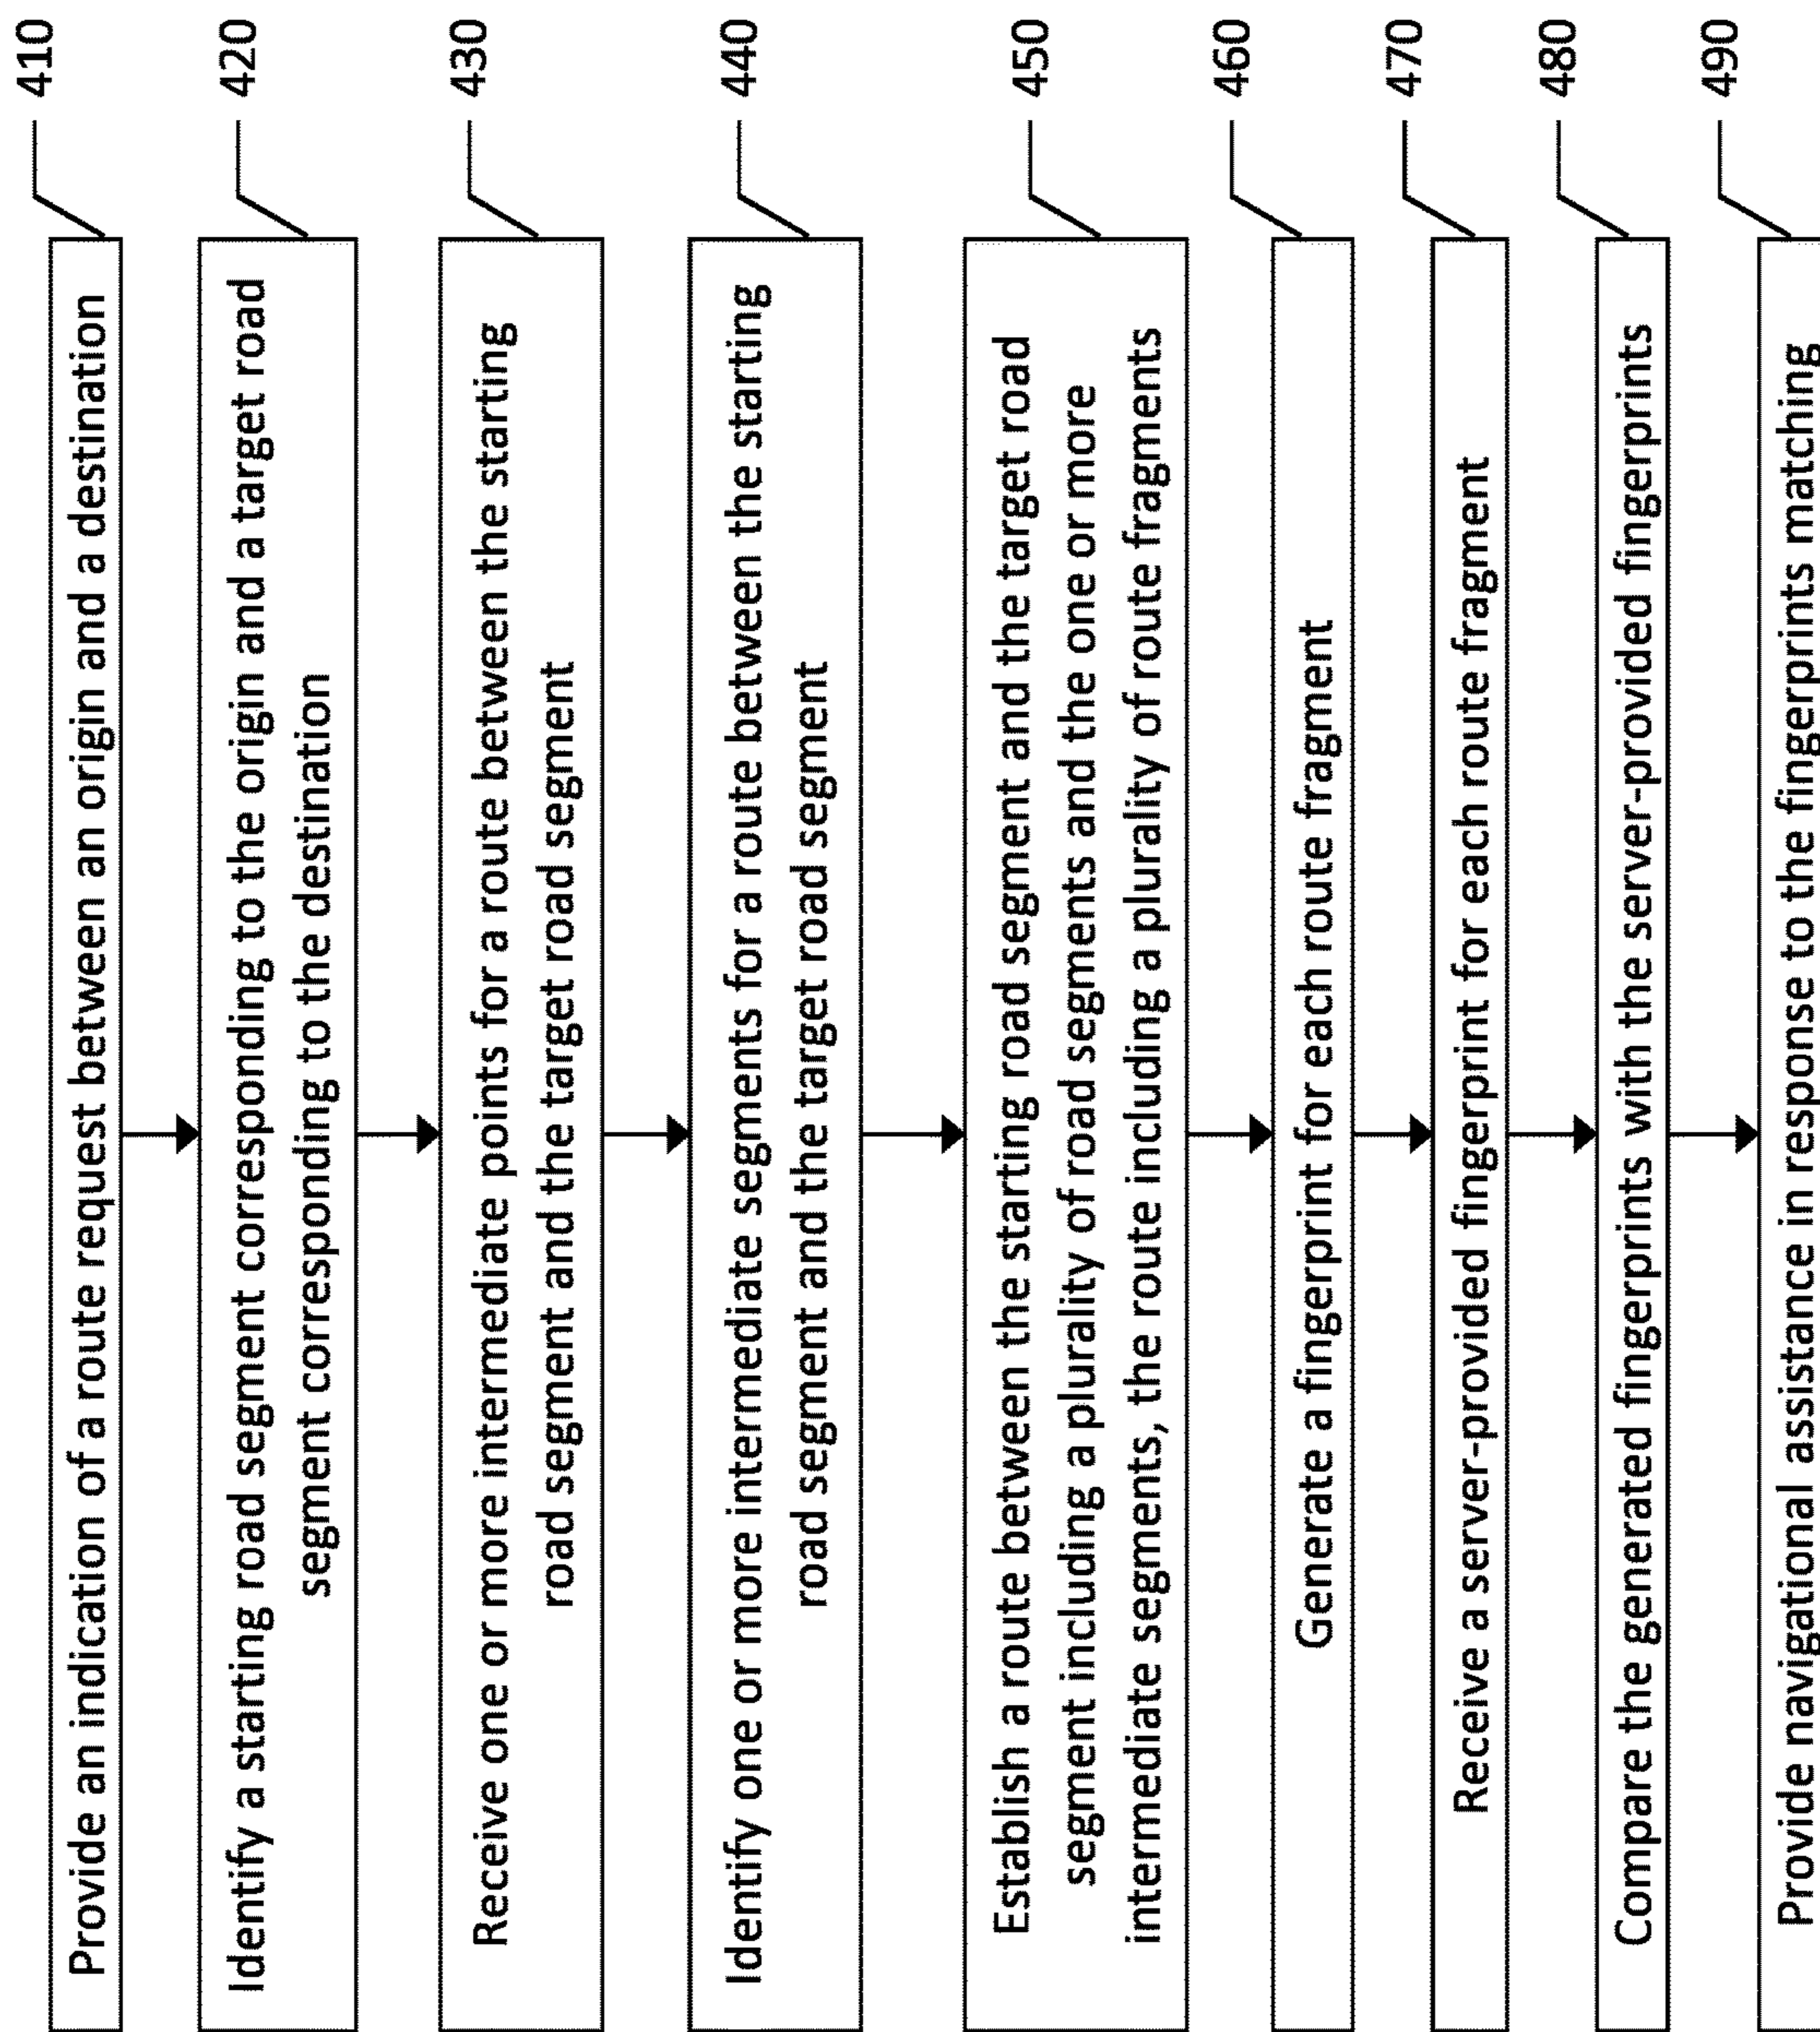 Provide an indication of a route request between an origin and a destination
410
Identify a starting road segment corresponding to the origin and a target road
segment corresponding to the destination
420
Receive one or more intermediate points for a route between the starting
road segment and the target road segment
430
Identify one or more intermediate segments for a route between the starting
road segment and the target road segment
440
Establish a route between the starting road segment and the target road
segment including a plurality of road segments and the one or more
intermediate segments, the route including a plurality of route fragments
450
Generate a fingerprint for each route fragment
460
Receive a server-provided fingerprint for each route fragment
470
Compare the generated fingerprints with the server-provided fingerprints
480
Provide navigational assistance in response to the fingerprints matching
490